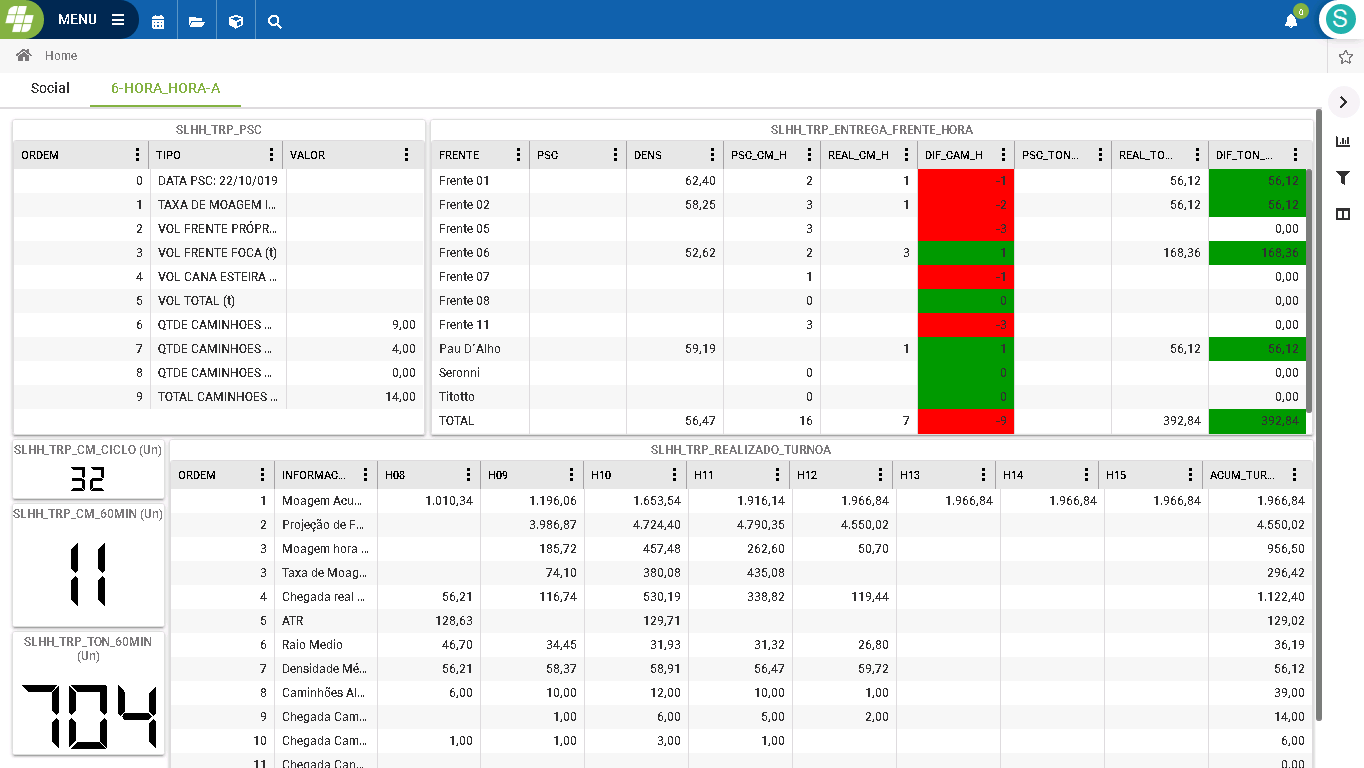 MENU
0
S
Home
Social 6-HORA_HORA-A
SLHH_TRP_PSC
ORDEM TIPO VALOR
0 DATA PSC: 22/10/019
1 TAXA DE MOAGEM I...
2 VOL FRENTE PRÓPR...
3 VOL FRENTE FOCA (t)
4 VOL CANA ESTEIRA ...
5 VOL TOTAL (t)
6 QTDE CAMINHOES ... 9,00
7 QTDE CAMINHOES ... 4,00
8 QTDE CAMINHOES ... 0,00
9 TOTAL CAMINHOES ... 14,00
SLHH_TRP_ENTREGA_FRENTE_HORA
FRENTE PSC DENS PSC_CM_H REAL_CM_H DIF_CAM_H PSC_TON... REAL_TO... DIF_TON_...
Frente 01 62,40 2 1 -1 56,12 56,12
Frente 02 58,25 3 1 -2 56,12 56,12
Frente 05 3 -3 0,00
Frente 06 52,62 2 3 1 168,36 168,36
Frente 07 1 -1 0,00
Frente 08 0 0 0,00
Frente 11 3 -3 0,00
Pau D´Alho 59,19 1 1 56,12 56,12
Seronni 0 0 0,00
Titotto 0 0 0,00
TOTAL 56,47 16 7 -9 392,84 392,84
SLHH_TRP_CM_CICLO (Un)
32
SLHH_TRP_CM_60MIN (Un)
11
SLHH_TRP_TON_60MIN
(Un)
704
SLHH_TRP_REALIZADO_TURNOA
ORDEM INFORMAC... H08 H09 H10 H11 H12 H13 H14 H15 ACUM_TUR...
1 Moagem Acu... 1.010,34 1.196,06 1.653,54 1.916,14 1.966,84 1.966,84 1.966,84 1.966,84 1.966,84
2 Projeção de F... 3.986,87 4.724,40 4.790,35 4.550,02 4.550,02
3 Moagem hora ... 185,72 457,48 262,60 50,70 956,50
3 Taxa de Moag... 74,10 380,08 435,08 296,42
4 Chegada real ... 56,21 116,74 530,19 338,82 119,44 1.122,40
5 ATR 128,63 129,71 129,02
6 Raio Medio 46,70 34,45 31,93 31,32 26,80 36,19
7 Densidade Mé... 56,21 58,37 58,91 56,47 59,72 56,12
8 Caminhões Al... 6,00 10,00 12,00 10,00 1,00 39,00
9 Chegada Cam... 1,00 6,00 5,00 2,00 14,00
10 Chegada Cam... 1,00 1,00 3,00 1,00 6,00
11 Chegada Can... 0,00